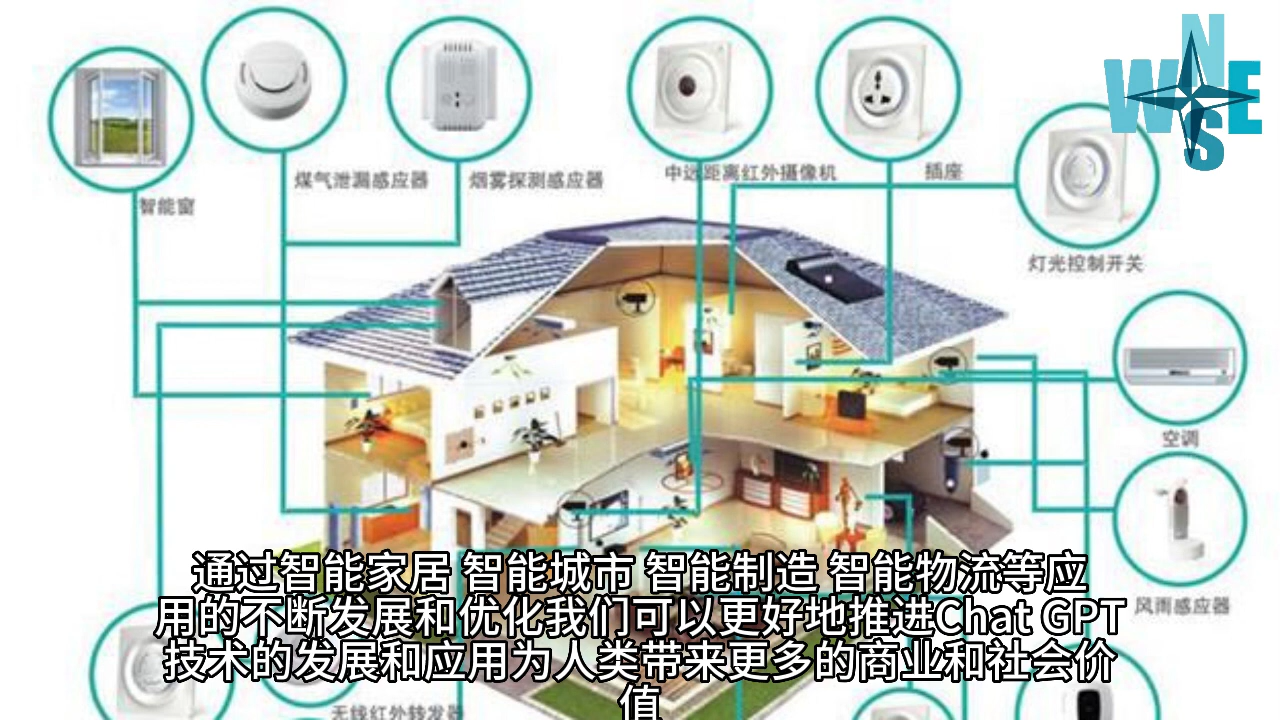 N
W E
S
煤气泄漏感应器
烟雾探测感应器
中远距离红外摄像机
插座
智能窗
灯光控制开关
空调
风雨感应器
通过智能家居 智能城市 智能制造 智能物流等应
用的不断发展和优化我们可以更好地推进Chat GPT
技术的发展和应用为人类带来更多的商业和社会价
值
无线红外转发器